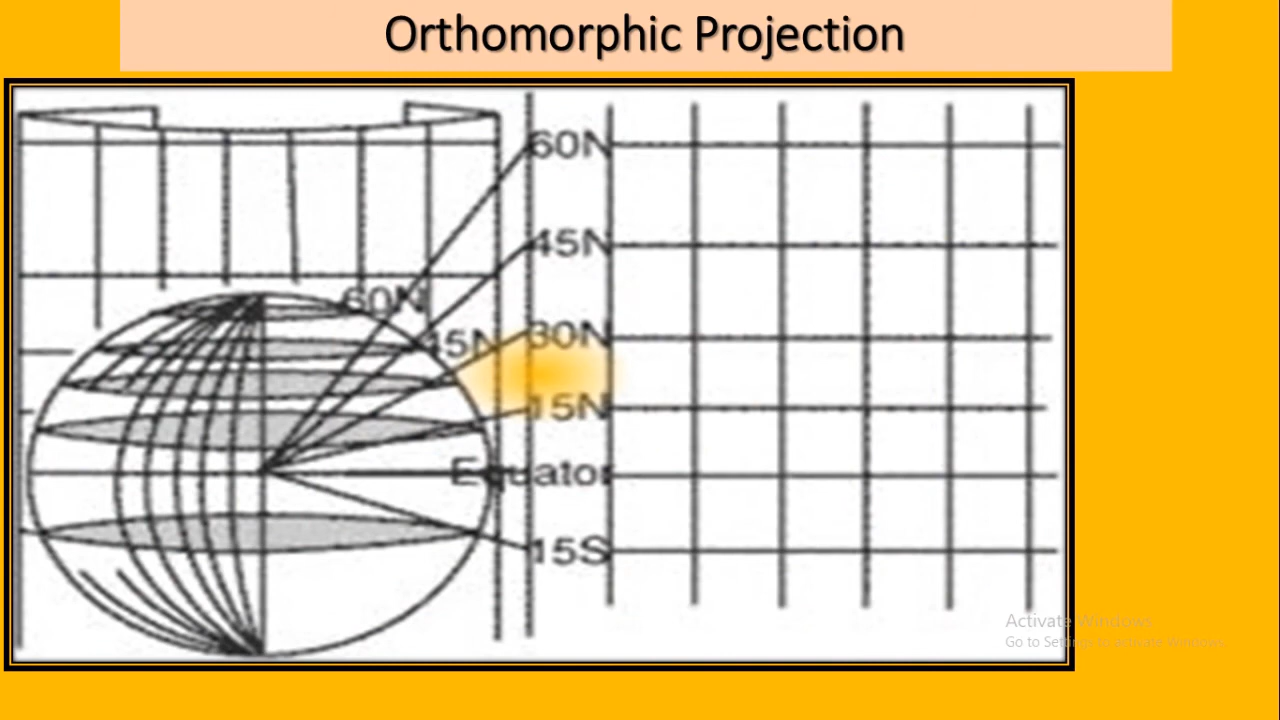 Orthomorphic Projection
60N
45N
60N
45N
30N
15N
Equator
15S
Activate Windows
Go to Settings to activate Windows.